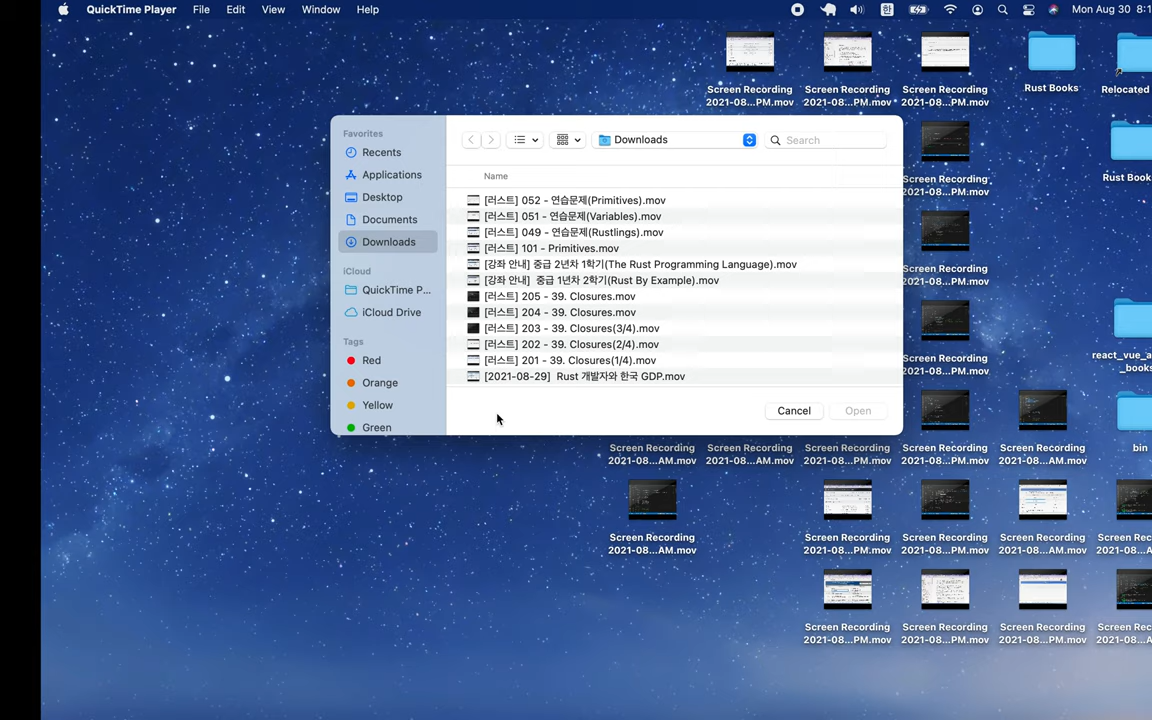 QuickTime Player File Edit View Window Help 한 Mon Aug 30 8:1
Screen Recording
2021-08...PM.mov
Screen Recording
2021-08...PM.mov
Screen Recording
2021-08...PM.mov
Rust Books
Relocated
Favorites
Recents
Applications
Desktop
Documents
Downloads
iCloud
QuickTime P...
iCloud Drive
Tags
Red
Orange
Yellow
Green
Downloads
Search
Name
[러스트] 052 - 연습문제(Primitives).mov
[러스트] 051 - 연습문제(Variables).mov
[러스트] 049 - 연습문제(Rustlings).mov
[러스트] 101 - Primitives.mov
[강좌 안내] 중급 2년차 1학기(The Rust Programming Language).mov
[강좌 안내] 중급 1년차 2학기(Rust By Example).mov
[러스트] 205 - 39. Closures.mov
[러스트] 204 - 39. Closures.mov
[러스트] 203 - 39. Closures(3/4).mov
[러스트] 202 - 39. Closures(2/4).mov
[러스트] 201 - 39. Closures(1/4).mov
[2021-08-29] Rust 개발자와 한국 GDP.mov
Cancel
Open
Screen Recording
2021-08...PM.mov
Rust Book
Screen Recording
2021-08...PM.mov
Screen Recording
2021-08...PM.mov
react_vue_a
_books
Screen Recording
2021-08...AM.mov
Screen Recording
2021-08...AM.mov
Screen Recording
2021-08...PM.mov
Screen Recording
2021-08...PM.mov
Screen Recording
2021-08...AM.mov
bin
Screen Recording
2021-08...AM.mov
Screen Recording
2021-08...PM.mov
Screen Recording
2021-08...PM.mov
Screen Recording
2021-08...AM.mov
Screen Rec
2021-08...A
Screen Recording
2021-08...PM.mov
Screen Recording
2021-08...PM.mov
Screen Recording
2021-08...PM.mov
Screen Rec
2021-08...A